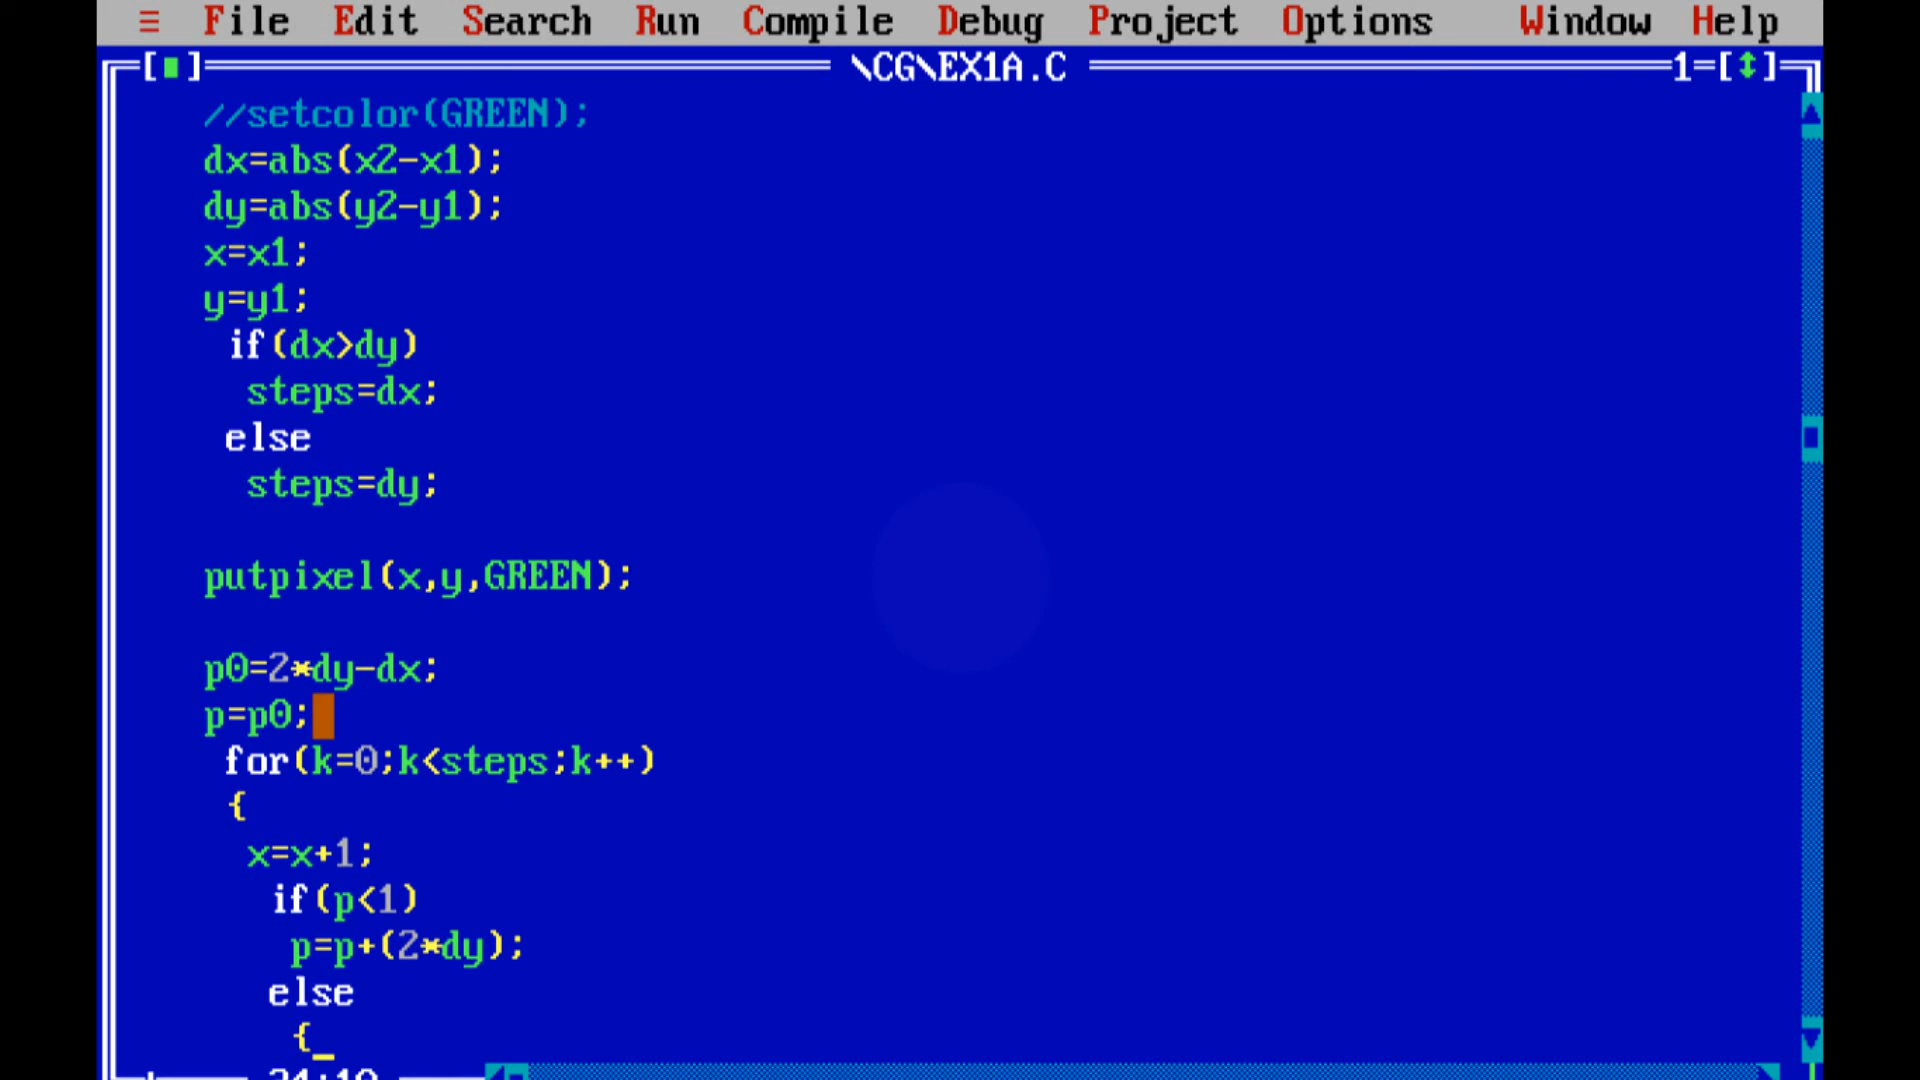 ≡ File Edit Search Run Compile Debug Project Options Window Help
[■] \CG\EX1A.C 1=[↕]
//setcolor(GREEN);
dx=abs(x2-x1);
dy=abs(y2-y1);
x=x1;
y=y1;
if(dx>dy)
steps=dx;
else
steps=dy;
putpixel(x,y,GREEN);
p0=2*dy-dx;
p=p0;
for(k=0;k<steps;k++)
{
x=x+1;
if(p<1)
p=p+(2*dy);
else
{